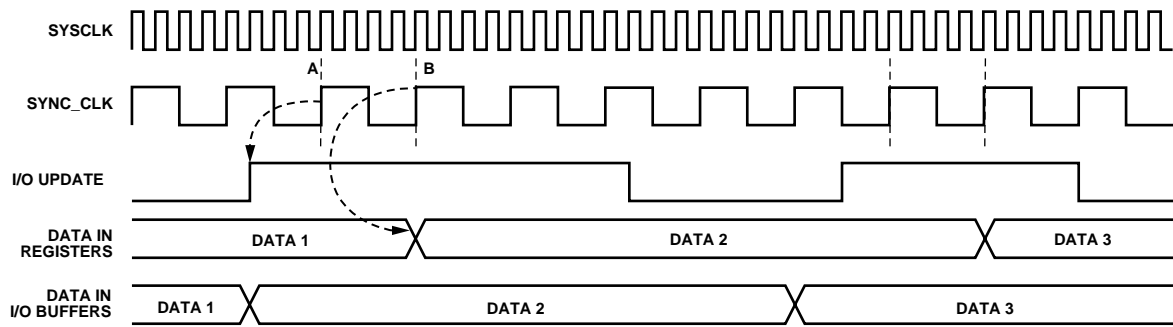 SYSCLK
A B
SYNC_CLK
I/O UPDATE
DATA IN
REGISTERS
DATA 1 DATA 2 DATA 3
DATA IN
I/O BUFFERS
DATA 1 DATA 2 DATA 3